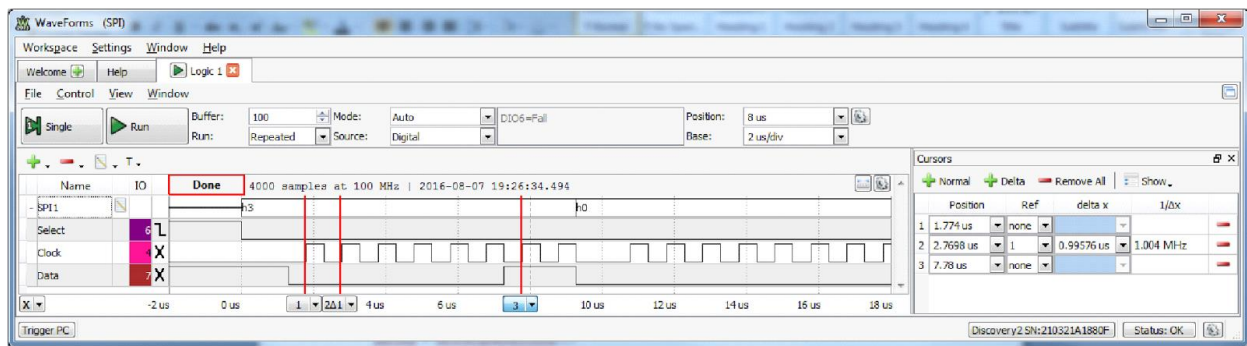 WaveForms (SPI)
Workspace Settings Window Help
Welcome Help Logic 1
File Control View Window
Single Run Buffer: 100 Mode: Auto DIO6=Fall Position: 8 us
Run: Repeated Source: Digital Base: 2 us/div
T
Name IO Done 4000 samples at 100 MHz | 2016-08-07 19:26:34.494
SPI1 h3 h0
Select 6
Clock X
Data 7 X
X -2 us 0 us 1 2Δ1 4 us 6 us 3 10 us 12 us 14 us 16 us 18 us
Cursors
Normal Delta Remove All Show
Position Ref delta x 1/Δx
1 1.774 us none
2 2.7698 us 1 0.99576 us 1.004 MHz
3 7.78 us none
Trigger PC Discovery2 SN:210321A1880F Status: OK